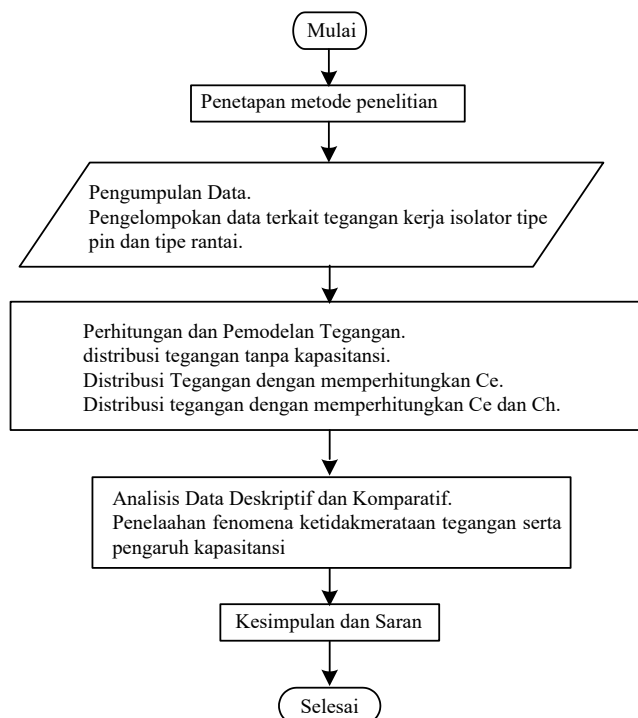 Mulai
Penetapan metode penelitian
Pengumpulan Data.
Pengelompokan data terkait tegangan kerja isolator tipe
pin dan tipe rantai.
Perhitungan dan Pemodelan Tegangan.
distribusi tegangan tanpa kapasitansi.
Distribusi Tegangan dengan memperhitungkan Ce.
Distribusi tegangan dengan memperhitungkan Ce dan Ch.
Analisis Data Deskriptif dan Komparatif.
Penelaahan fenomena ketidakmerataan tegangan serta
pengaruh kapasitansi
Kesimpulan dan Saran
Selesai